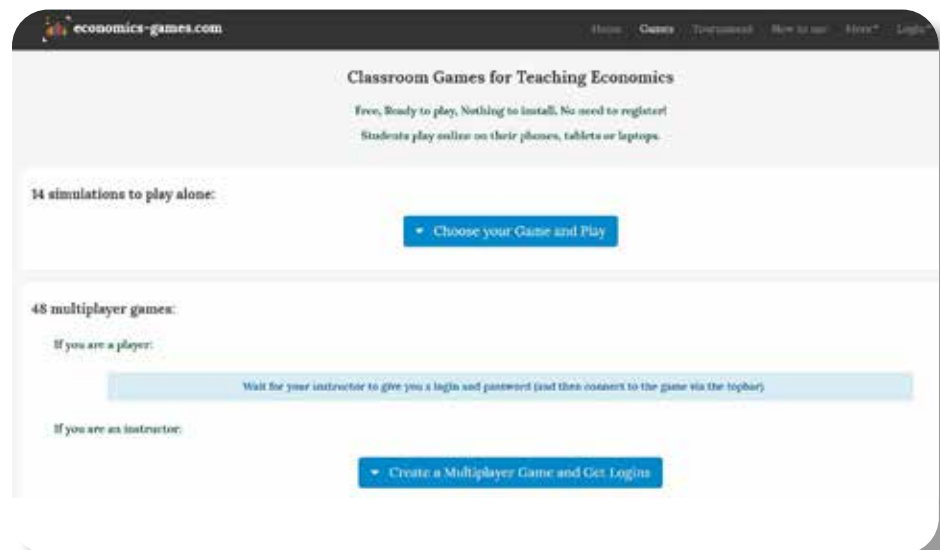 economics-games.com
Home Games Tournament How to use More Login
Classroom Games for Teaching Economics
Free, Ready to play, Nothing to install. No need to register!
Students play online on their phones, tablets or laptops.
14 simulations to play alone:
Choose your Game and Play
48 multiplayer games:
If you are a player:
Wait for your instructor to give you a login and password (and then connect to the game via the topbar)
If you are an instructor:
Create a Multiplayer Game and Get Logins